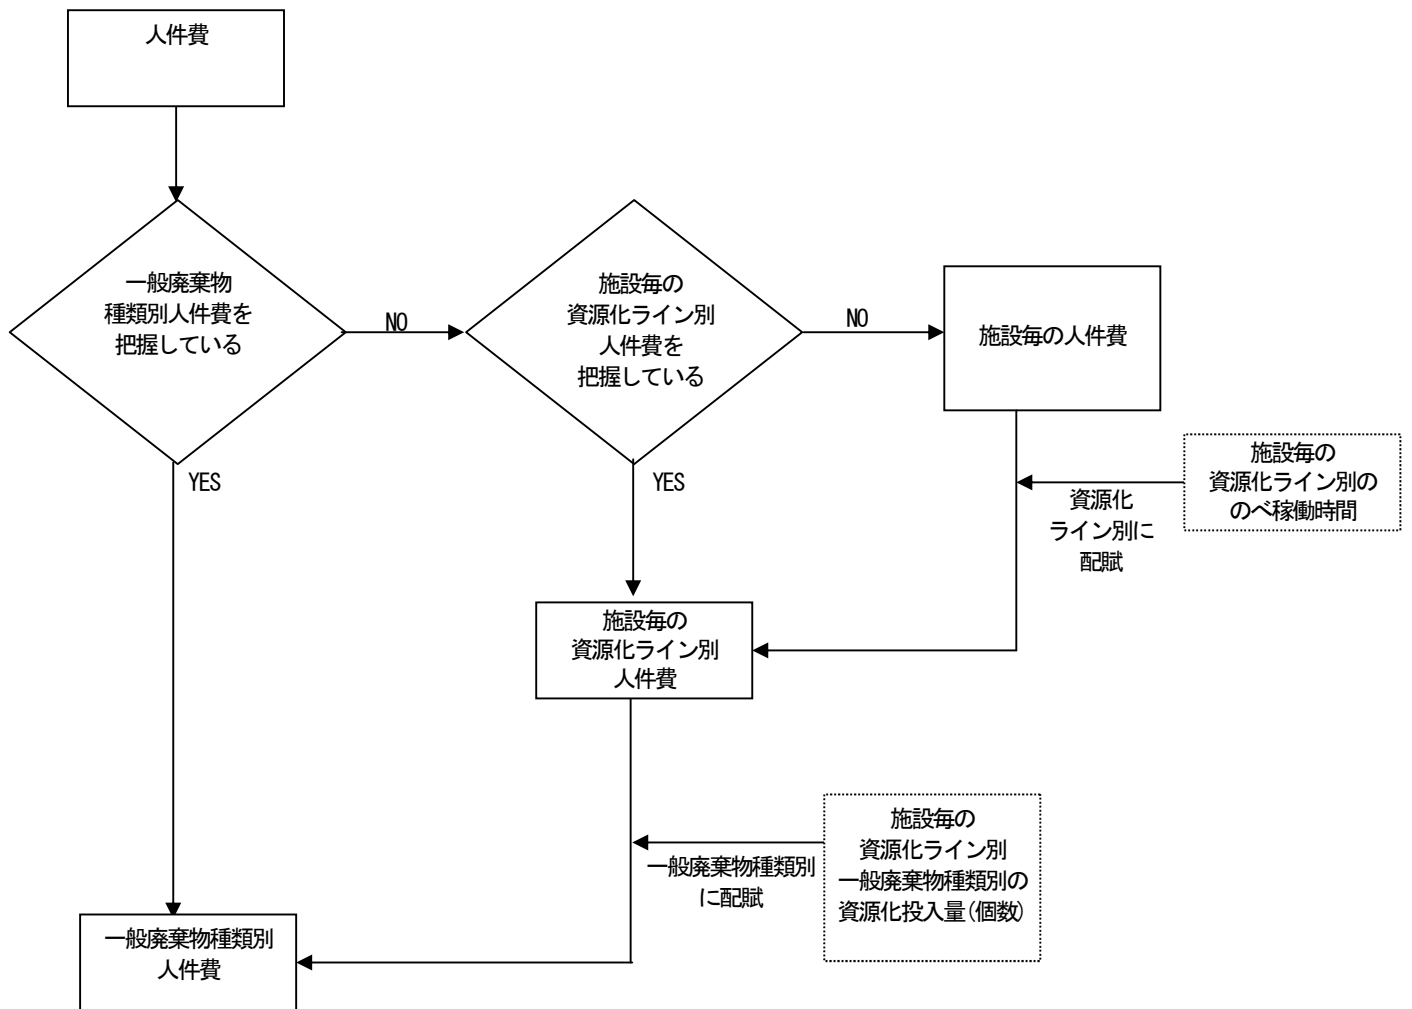 人件費
一般廃棄物
種類別人件費を
把握している
NO
施設毎の
資源化ライン別
人件費を
把握している
NO
施設毎の人件費
YES
YES
施設毎の
資源化ライン別の
のべ稼働時間
資源化
ライン別に
配賦
施設毎の
資源化ライン別
人件費
施設毎の
資源化ライン別
一般廃棄物種類別の
資源化投入量(個数)
一般廃棄物種類別
に配賦
一般廃棄物種類別
人件費